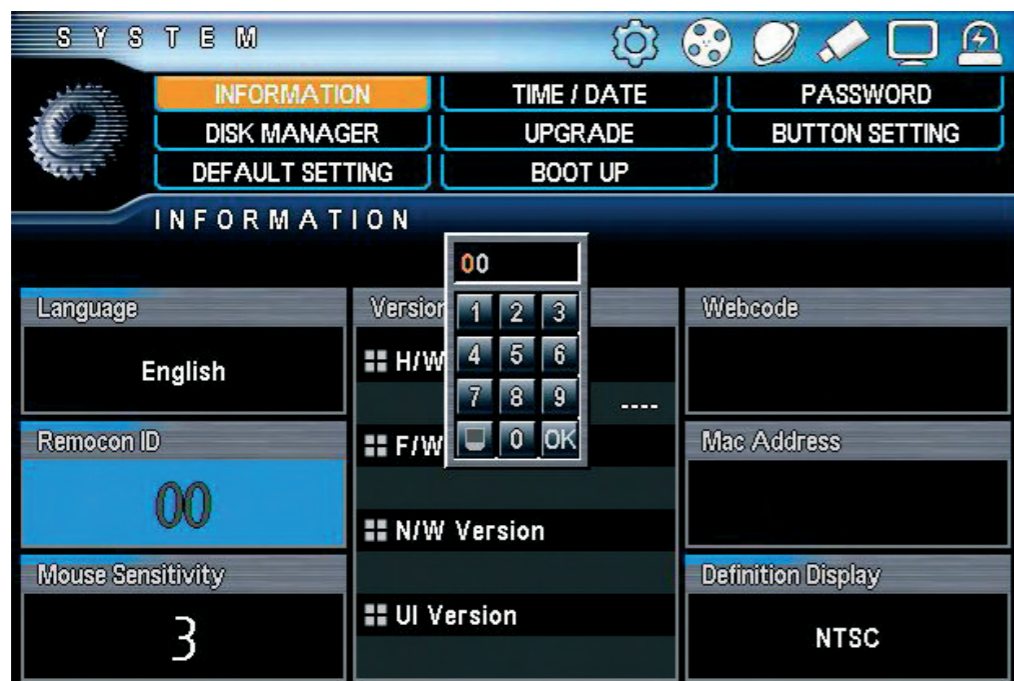 SYSTEM
INFORMATION TIME / DATE PASSWORD
DISK MANAGER UPGRADE BUTTON SETTING
DEFAULT SETTING BOOT UP
INFORMATION
00
1 2 3
4 5 6
7 8 9
0 OK
Language
English
Remocon ID
00
Mouse Sensitivity
3
Version
H/W
----
F/W
N/W Version
UI Version
Webcode
Mac Address
Definition Display
NTSC